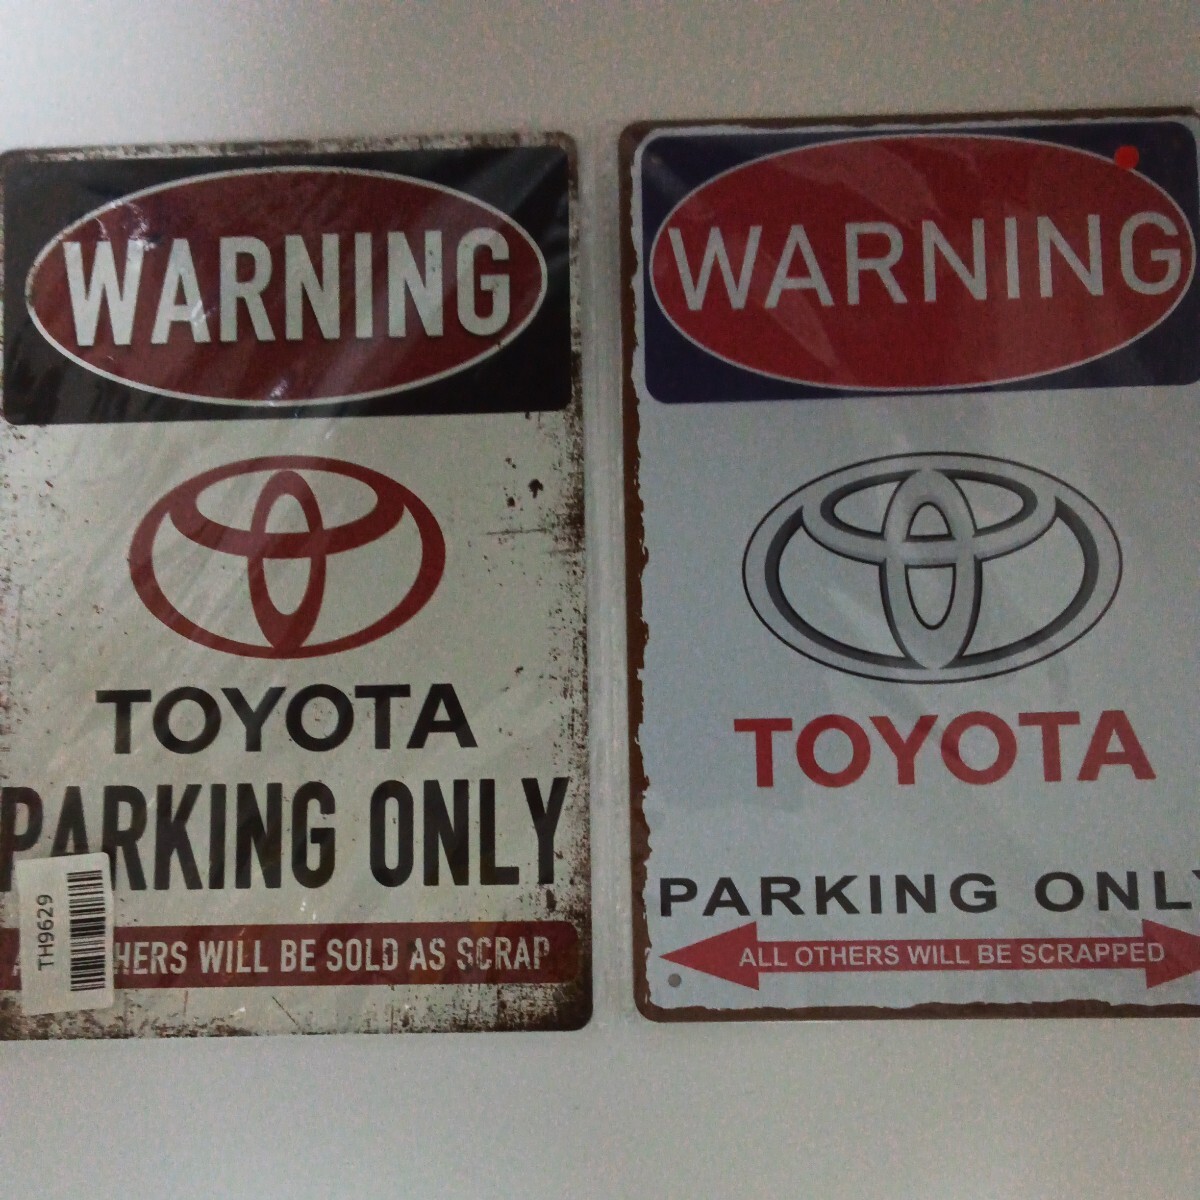 WARNING
TOYOTA
PARKING ONLY
HERS WILL BE SOLD AS SCRAP
TH9629
WARNING
TOYOTA
PARKING ONLY
ALL OTHERS WILL BE SCRAPPED